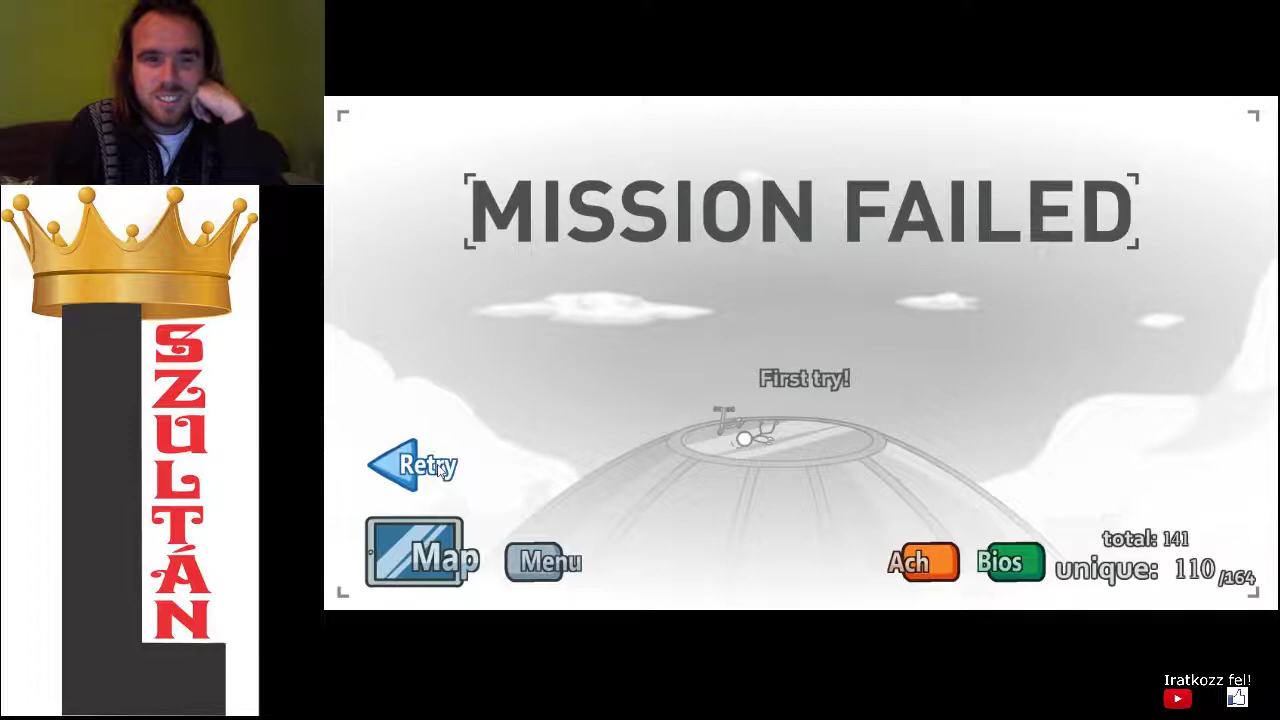 L SZULTÁN
MISSION FAILED
First try!
Retry
Map
Menu
Ach
Bios
total: 141
unique: 110 /164
Iratkozz fel!